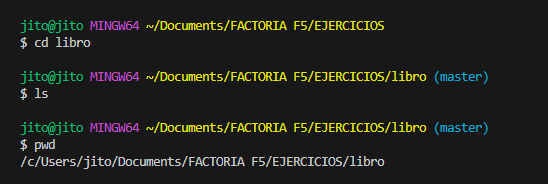 jito@jito MINGW64 ~/Documents/FACTORIA F5/EJERCICIOS
$ cd libro
jito@jito MINGW64 ~/Documents/FACTORIA F5/EJERCICIOS/libro (master)
$ ls
jito@jito MINGW64 ~/Documents/FACTORIA F5/EJERCICIOS/libro (master)
$ pwd
/c/Users/jito/Documents/FACTORIA F5/EJERCICIOS/libro